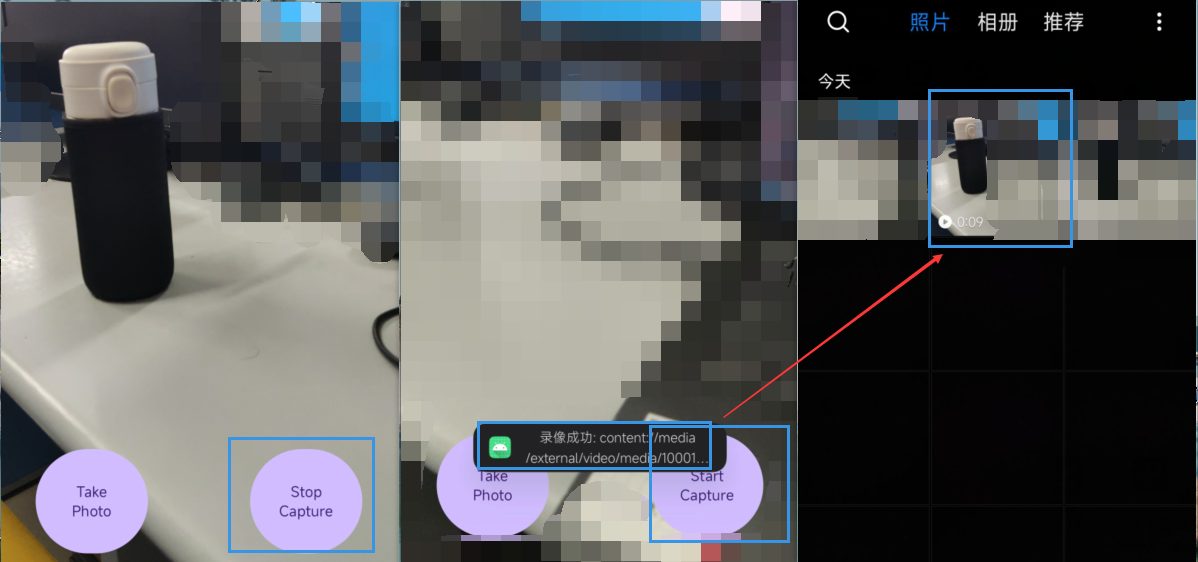 Take
Photo
Stop
Capture
录像成功: content://media
/external/video/media/10001...
Take
Photo
Start
Capture
照片
相册
推荐
今天
0:09